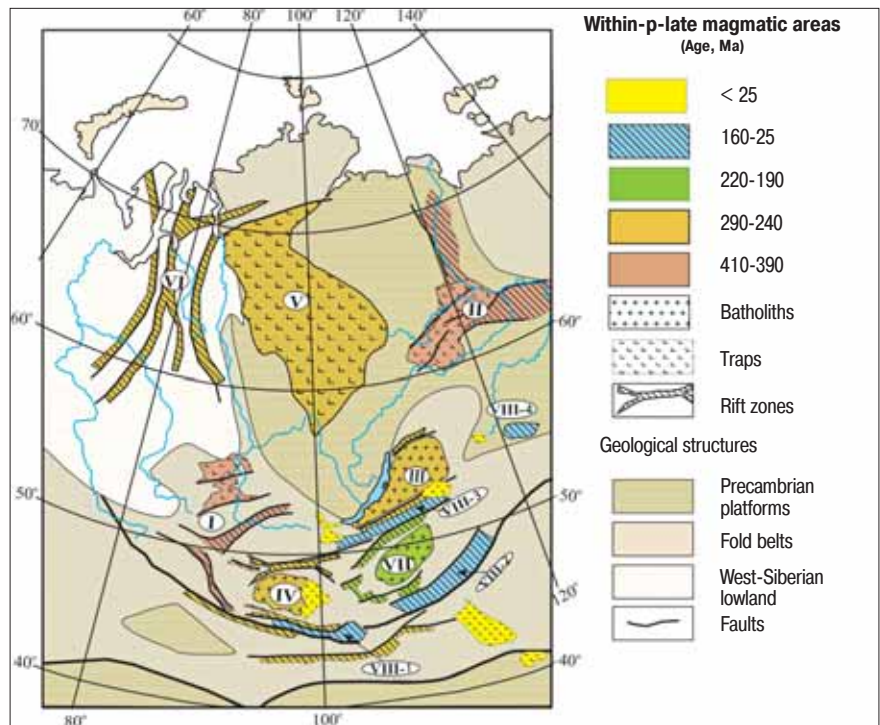 60° 80° 100° 120° 140°
70°
60°
50°
40°
60°
50°
20°
40°
80° 100°
VI
V
II
VIII-4
III
VIII-3
I
VII
VIII-2
IV
VIII-1
Within-p-late magmatic areas
(Age, Ma)
< 25
160-25
220-190
290-240
410-390
Batholiths
Traps
Rift zones
Geological structures
Precambrian
platforms
Fold belts
West-Siberian
lowland
Faults